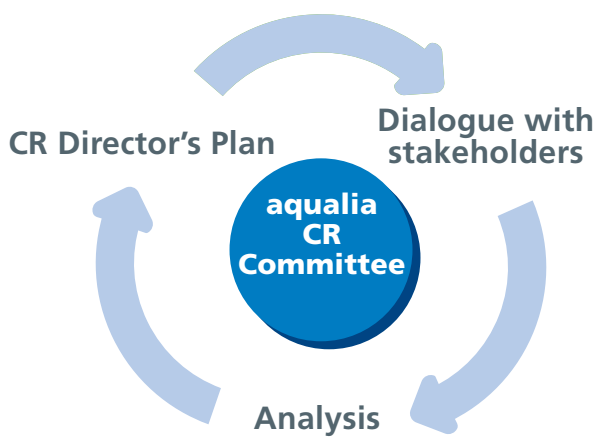 CR Director's Plan
Dialogue with
stakeholders
aqualia
CR
Committee
Analysis